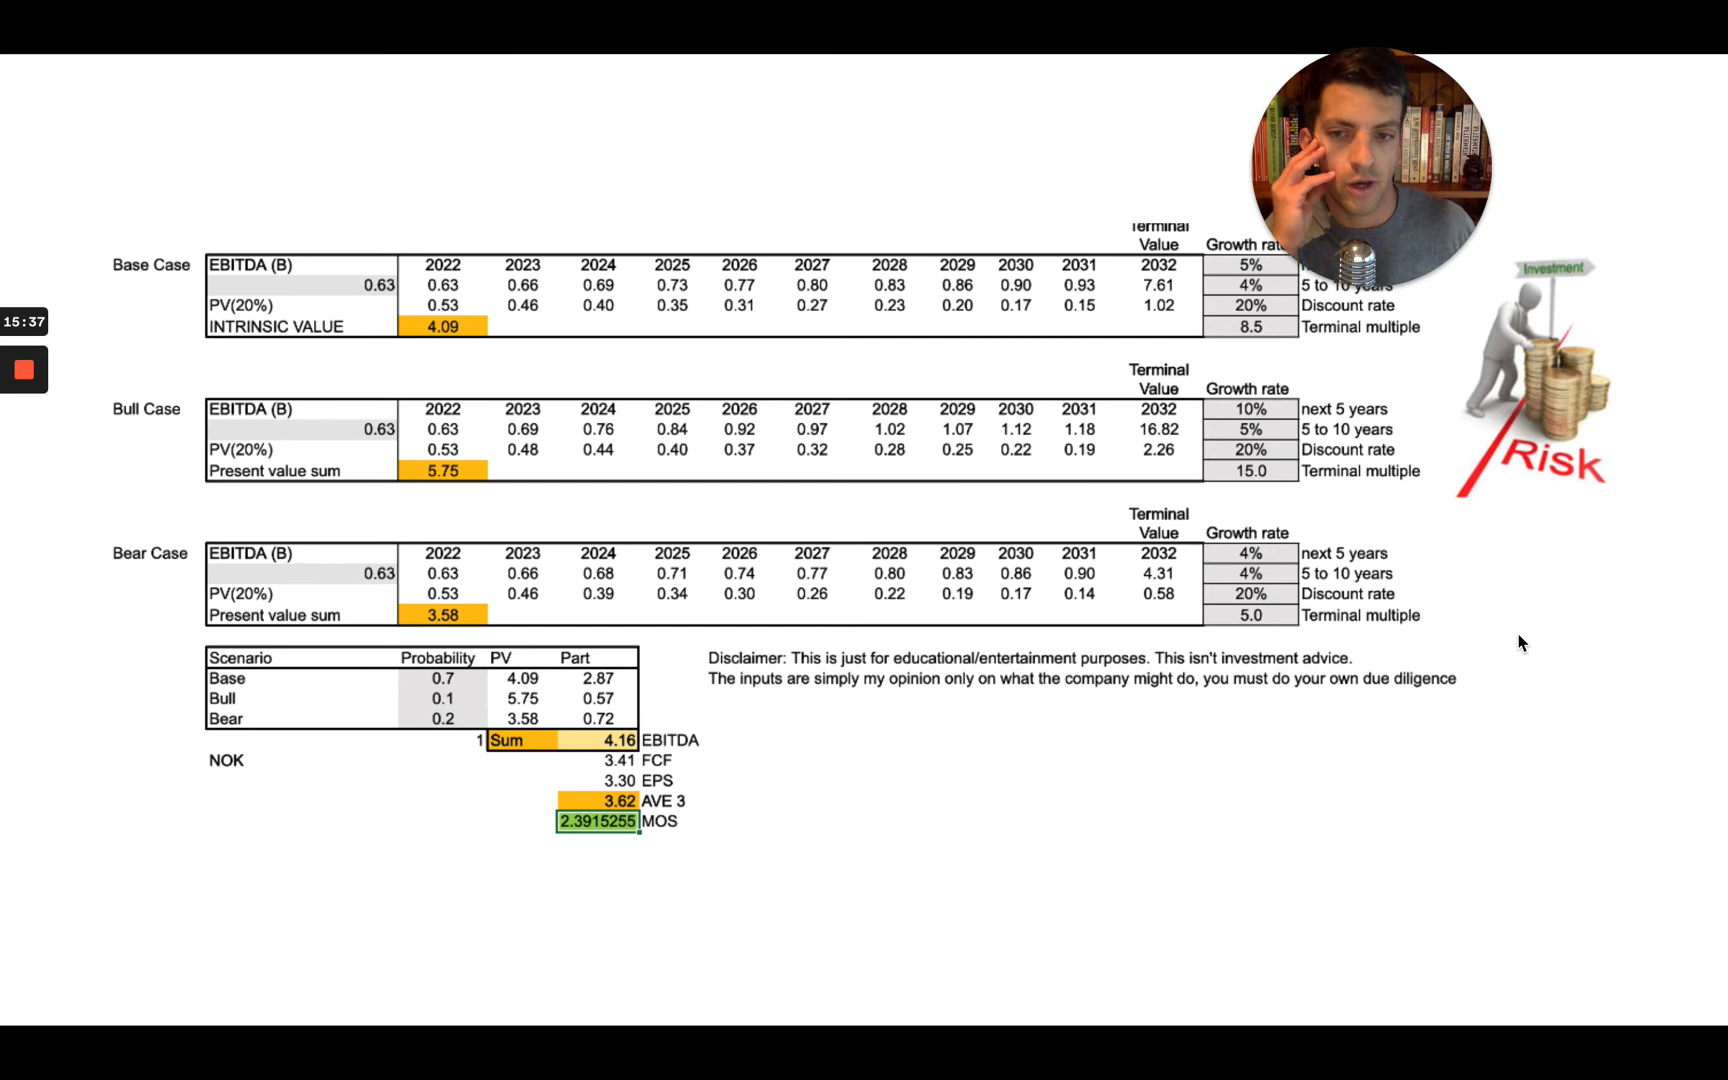 Terminal
Value Growth rate
Base Case EBITDA (B) 2022 2023 2024 2025 2026 2027 2028 2029 2030 2031 2032 5%
0.63 0.63 0.66 0.69 0.73 0.77 0.80 0.83 0.86 0.90 0.93 7.61 4% 5 to 10 years
PV(20%) 0.53 0.46 0.40 0.35 0.31 0.27 0.23 0.20 0.17 0.15 1.02 20% Discount rate
INTRINSIC VALUE 4.09 8.5 Terminal multiple
15:37
Investment
Risk
Terminal
Value Growth rate
Bull Case EBITDA (B) 2022 2023 2024 2025 2026 2027 2028 2029 2030 2031 2032 10% next 5 years
0.63 0.63 0.69 0.76 0.84 0.92 0.97 1.02 1.07 1.12 1.18 16.82 5% 5 to 10 years
PV(20%) 0.53 0.48 0.44 0.40 0.37 0.32 0.28 0.25 0.22 0.19 2.26 20% Discount rate
Present value sum 5.75 15.0 Terminal multiple
Terminal
Value Growth rate
Bear Case EBITDA (B) 2022 2023 2024 2025 2026 2027 2028 2029 2030 2031 2032 4% next 5 years
0.63 0.63 0.66 0.68 0.71 0.74 0.77 0.80 0.83 0.86 0.90 4.31 4% 5 to 10 years
PV(20%) 0.53 0.46 0.39 0.34 0.30 0.26 0.22 0.19 0.17 0.14 0.58 20% Discount rate
Present value sum 3.58 5.0 Terminal multiple
Scenario Probability PV Part
Base 0.7 4.09 2.87
Bull 0.1 5.75 0.57
Bear 0.2 3.58 0.72
1 Sum 4.16 EBITDA
NOK 3.41 FCF
3.30 EPS
3.62 AVE 3
2.3915255 MOS
Disclaimer: This is just for educational/entertainment purposes. This isn't investment advice.
The inputs are simply my opinion only on what the company might do, you must do your own due diligence